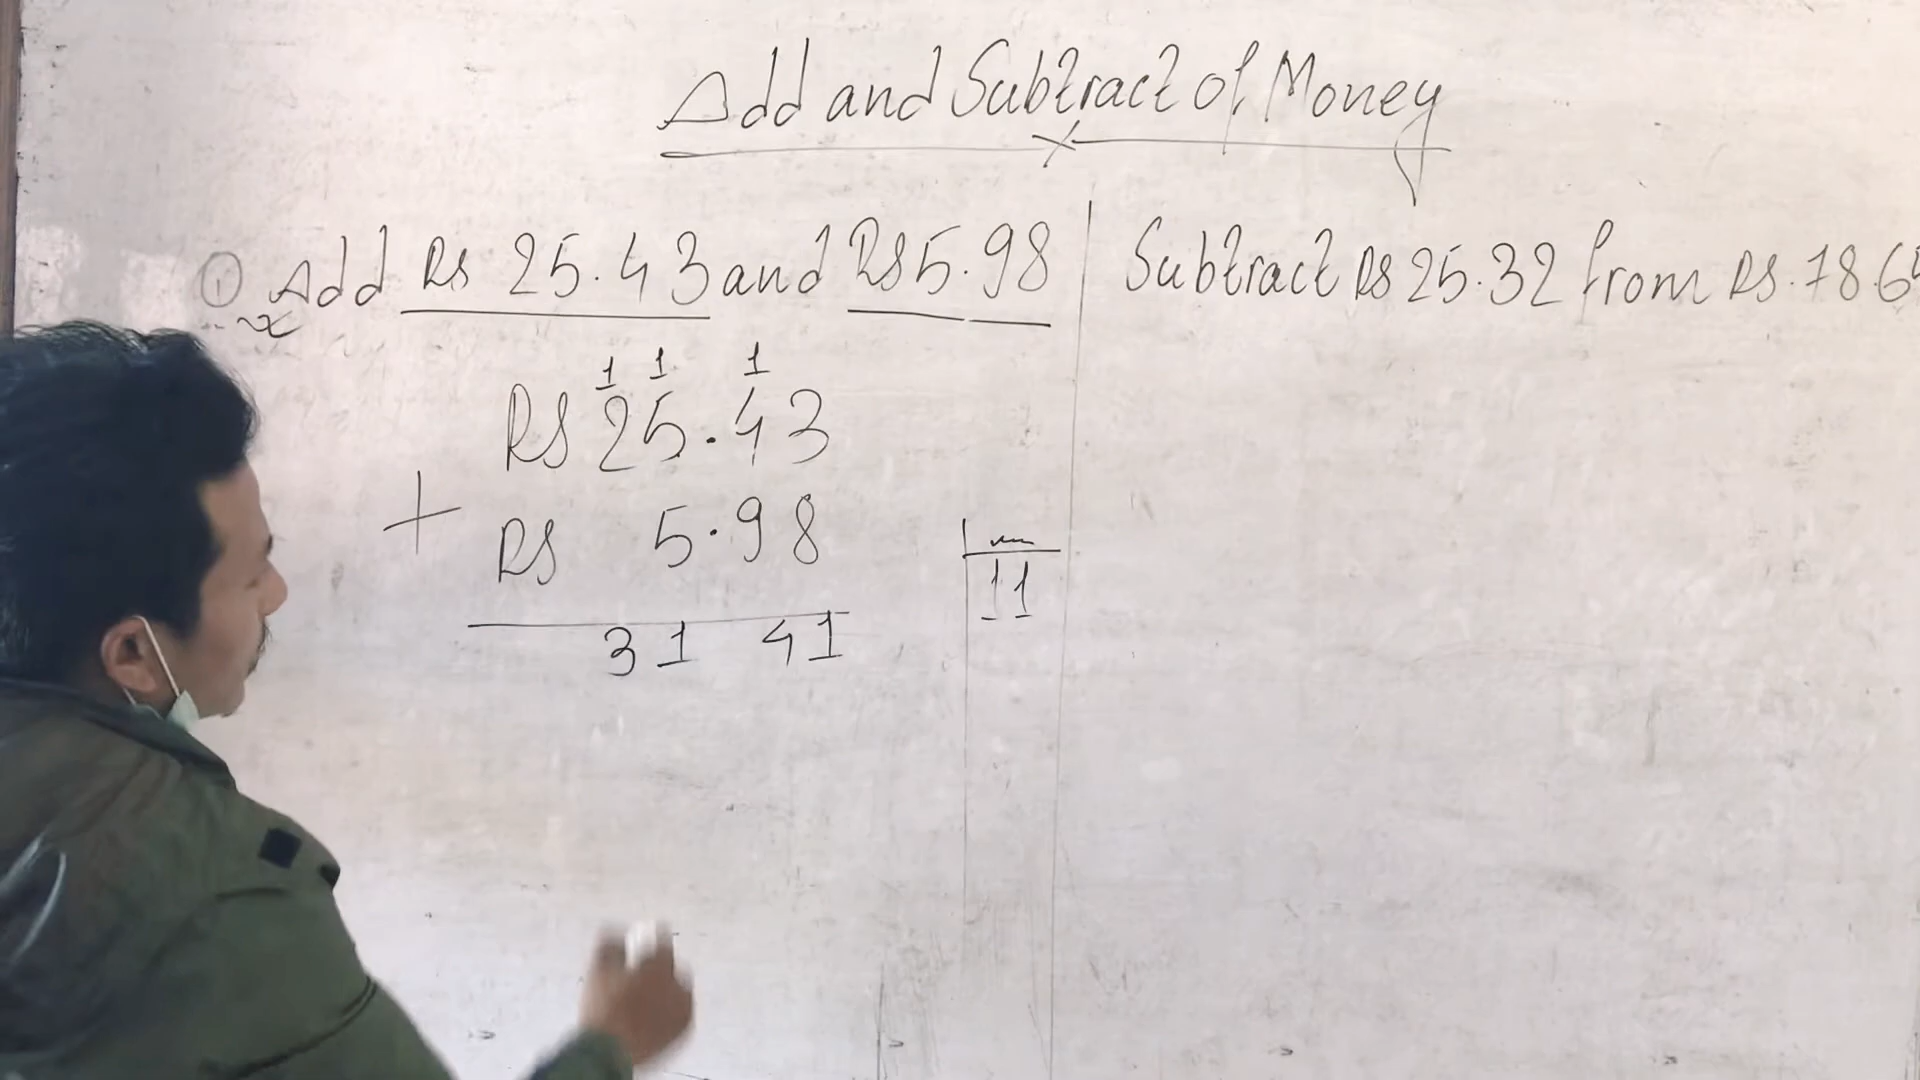 Add and Subtract of Money
① Add Rs 25.43 and Rs 5.98
1 1 1
Rs 25.43
+ Rs 5.98
31 41
11
Subtract Rs 25.32 from Rs. 78.6